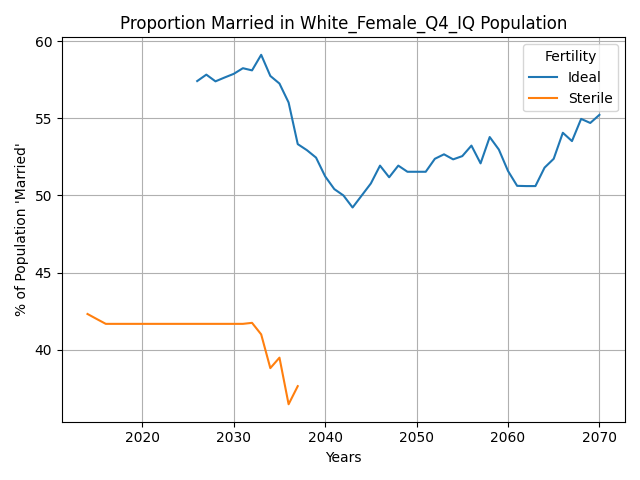 Proportion Married in White_Female_Q4_IQ Population
% of Population 'Married'
60
55
50
45
40
Fertility
Ideal
Sterile
2020 2030 2040 2050 2060 2070
Years